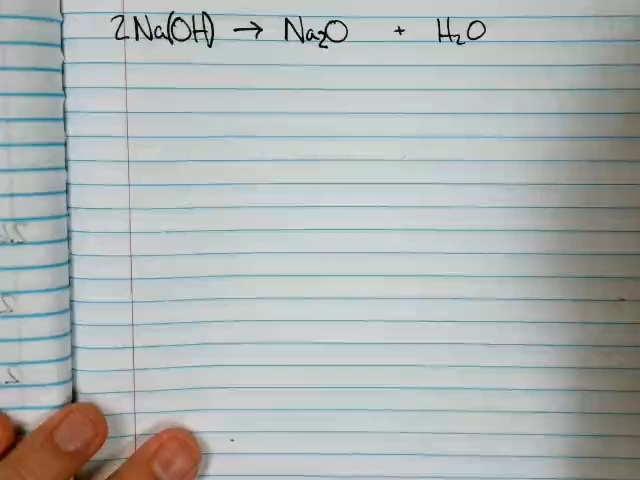 2Na(OH) → Na₂O + H₂O